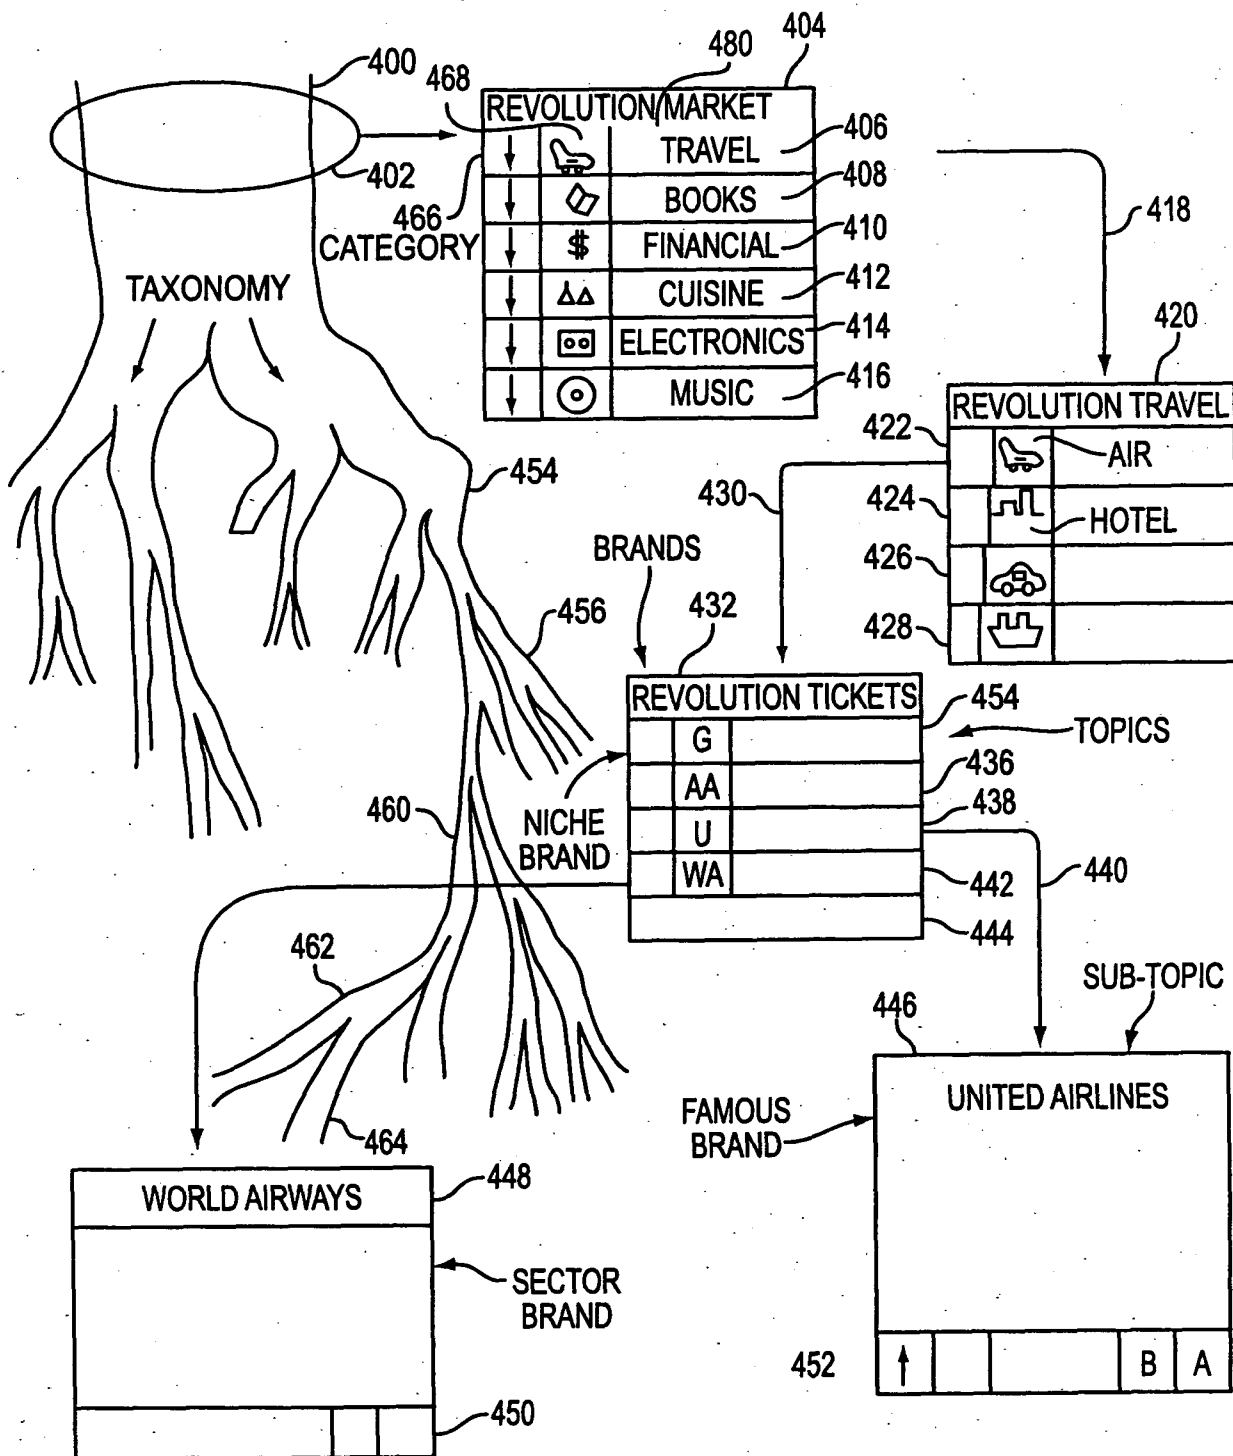 400
468
480
404
REVOLUTION MARKET
TRAVEL
406
402
466
BOOKS
408
CATEGORY
$
FINANCIAL
410
418
TAXONOMY
CUISINE
412
ELECTRONICS
414
420
MUSIC
416
REVOLUTION TRAVEL
422
AIR
454
430
424
HOTEL
BRANDS
426
456
432
428
REVOLUTION TICKETS
454
G
TOPICS
AA
436
460
NICHE
BRAND
U
438
WA
442
440
444
462
SUB-TOPIC
446
UNITED AIRLINES
FAMOUS
BRAND
464
448
WORLD AIRWAYS
SECTOR
BRAND
452
B
A
450